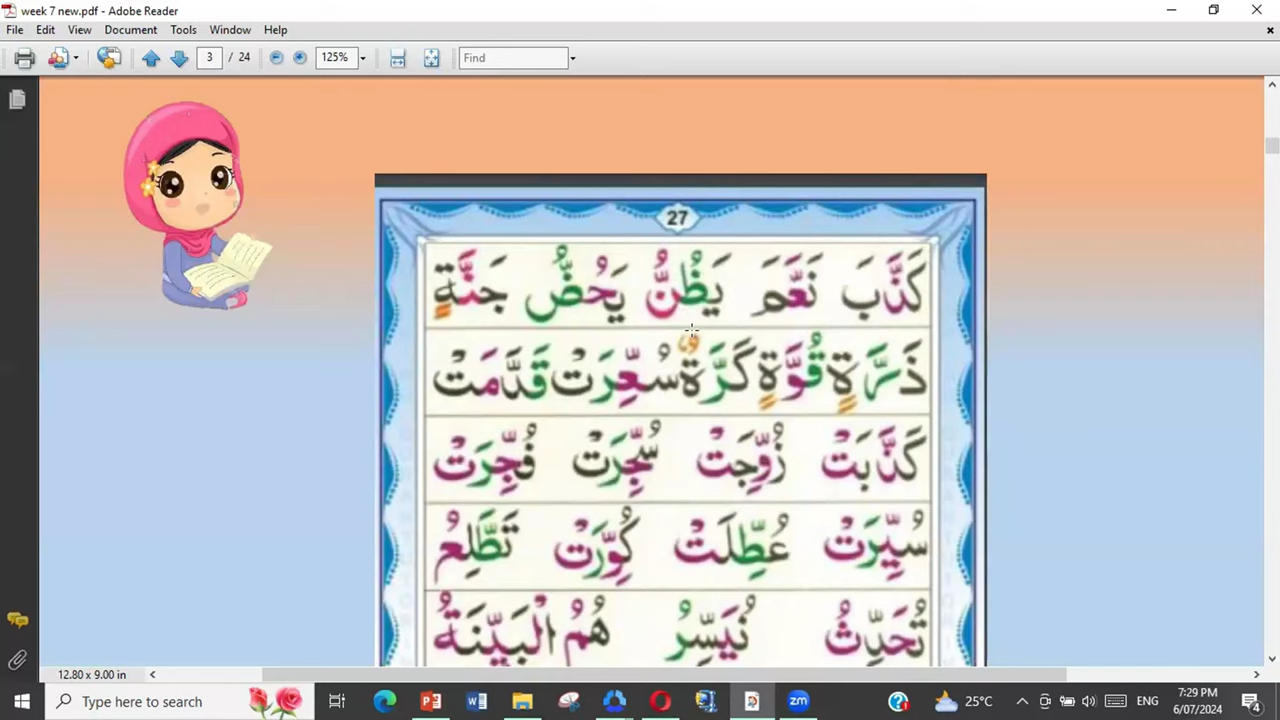 week 7 new.pdf - Adobe Reader
File Edit View Document Tools Window Help
3 / 24 125% Find
27
كَذَّبَ نَعَّمَ يَظُنُّ يَحُضُّ جَنَّةٍ
ذَرَّةٍ قُوَّةٍ كَرَّةٌ سُعِّرَتْ قَدَّمَتْ
كَذَّبَتْ زُوِّجَتْ سُجِّرَتْ فُجِّرَتْ
سُيِّرَتْ عُطِّلَتْ كُوِّرَتْ تَطَّلِعُ
تُحَدِّثُ نُيَسِّرُ هُمُ الْبَيِّنَةُ
12.80 x 9.00 in
Type here to search 25°C ENG 7:29 PM
6/07/2024 4